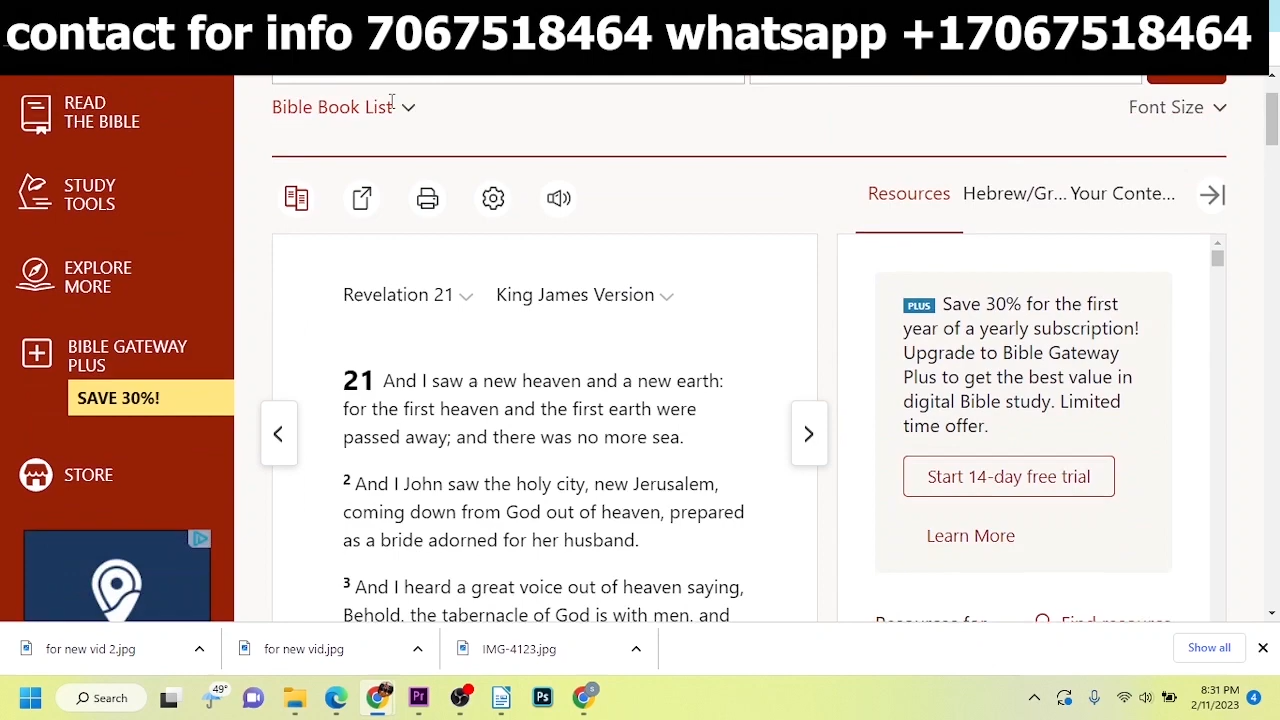 contact for info 7067518464 whatsapp +17067518464
Bible Book List
Font Size
READ
THE BIBLE
STUDY
TOOLS
EXPLORE
MORE
BIBLE GATEWAY
PLUS
SAVE 30%!
STORE
Resources Hebrew/Gr... Your Conte...
Revelation 21 King James Version
21 And I saw a new heaven and a new earth:
for the first heaven and the first earth were
passed away; and there was no more sea.
2 And I John saw the holy city, new Jerusalem,
coming down from God out of heaven, prepared
as a bride adorned for her husband.
3 And I heard a great voice out of heaven saying,
Behold, the tabernacle of God is with men, and
PLUS Save 30% for the first
year of a yearly subscription!
Upgrade to Bible Gateway
Plus to get the best value in
digital Bible study. Limited
time offer.
Start 14-day free trial
Learn More
Resources for
Find resource
for new vid 2.jpg
for new vid.jpg
IMG-4123.jpg
Show all
Search
49°
Pr
Ps
S
8:31 PM
2/11/2023
4